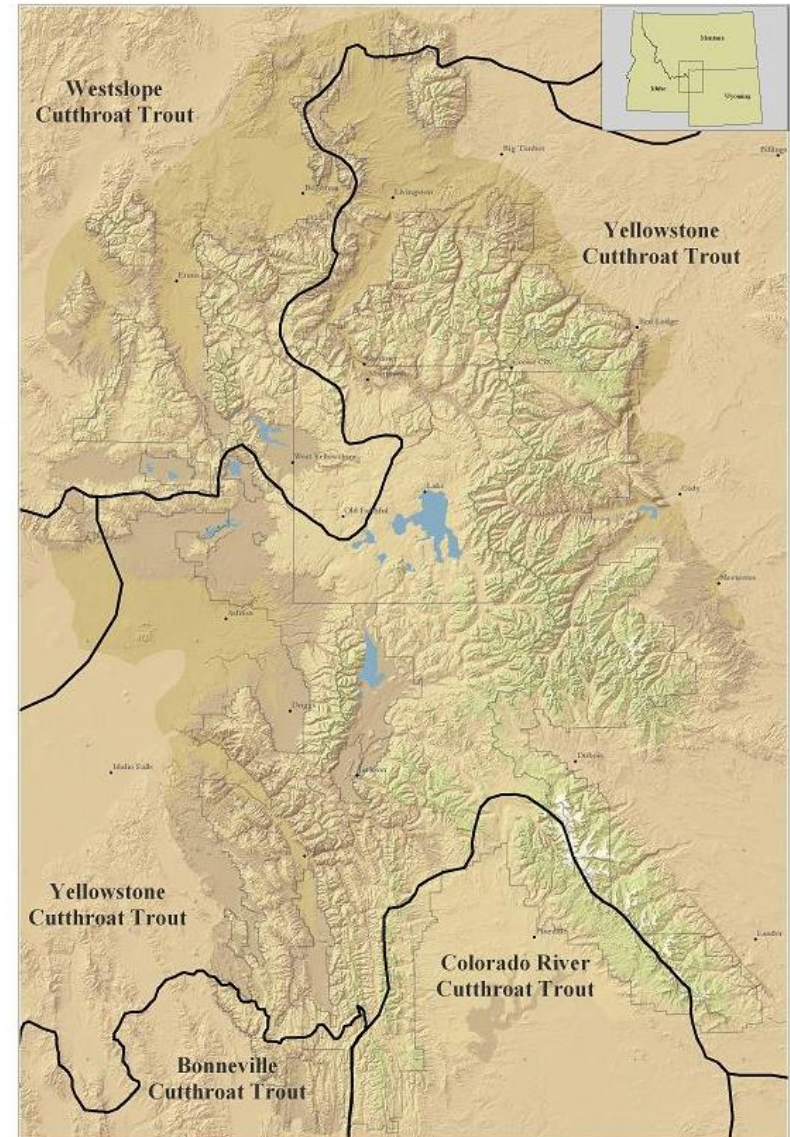 Montana
Idaho
Wyoming
Westslope
Cutthroat Trout
Big Timber
Billings
Bozeman
Livingston
Yellowstone
Cutthroat Trout
Ennis
Red Lodge
Gardiner
Cooke City
West Yellowstone
Lake
Cody
Old Faithful
Meeteetse
Ashton
Driggs
Dubois
Idaho Falls
Jackson
Yellowstone
Cutthroat Trout
Lander
Pinedale
Colorado River
Cutthroat Trout
Bonneville
Cutthroat Trout